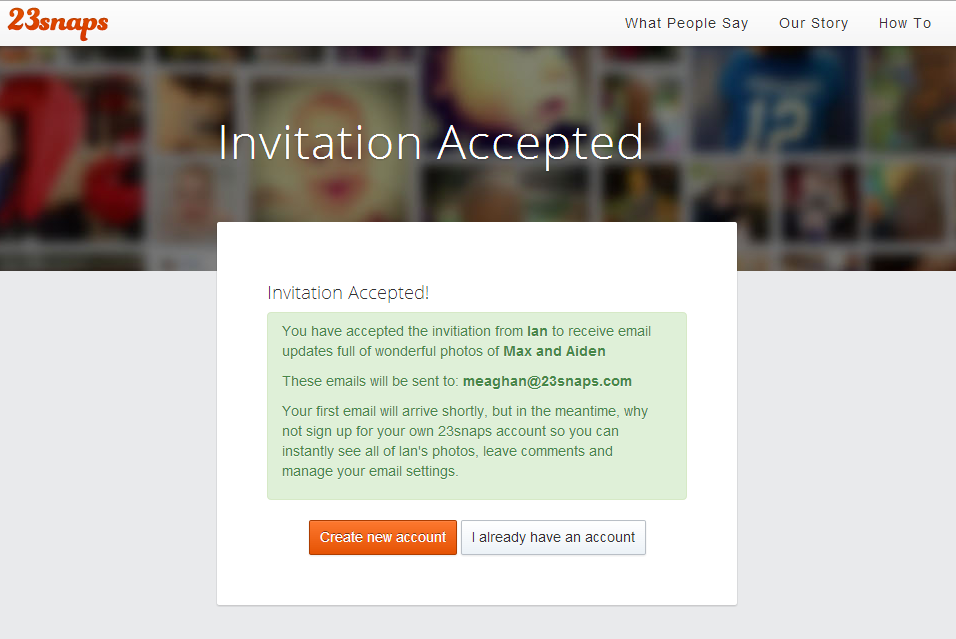 23snaps
What People Say
Our Story
How To
Invitation Accepted
Invitation Accepted!
You have accepted the invitiation from Ian to receive email
updates full of wonderful photos of Max and Aiden
These emails will be sent to: meaghan@23snaps.com
Your first email will arrive shortly, but in the meantime, why
not sign up for your own 23snaps account so you can
instantly see all of Ian's photos, leave comments and
manage your email settings.
Create new account
I already have an account
12